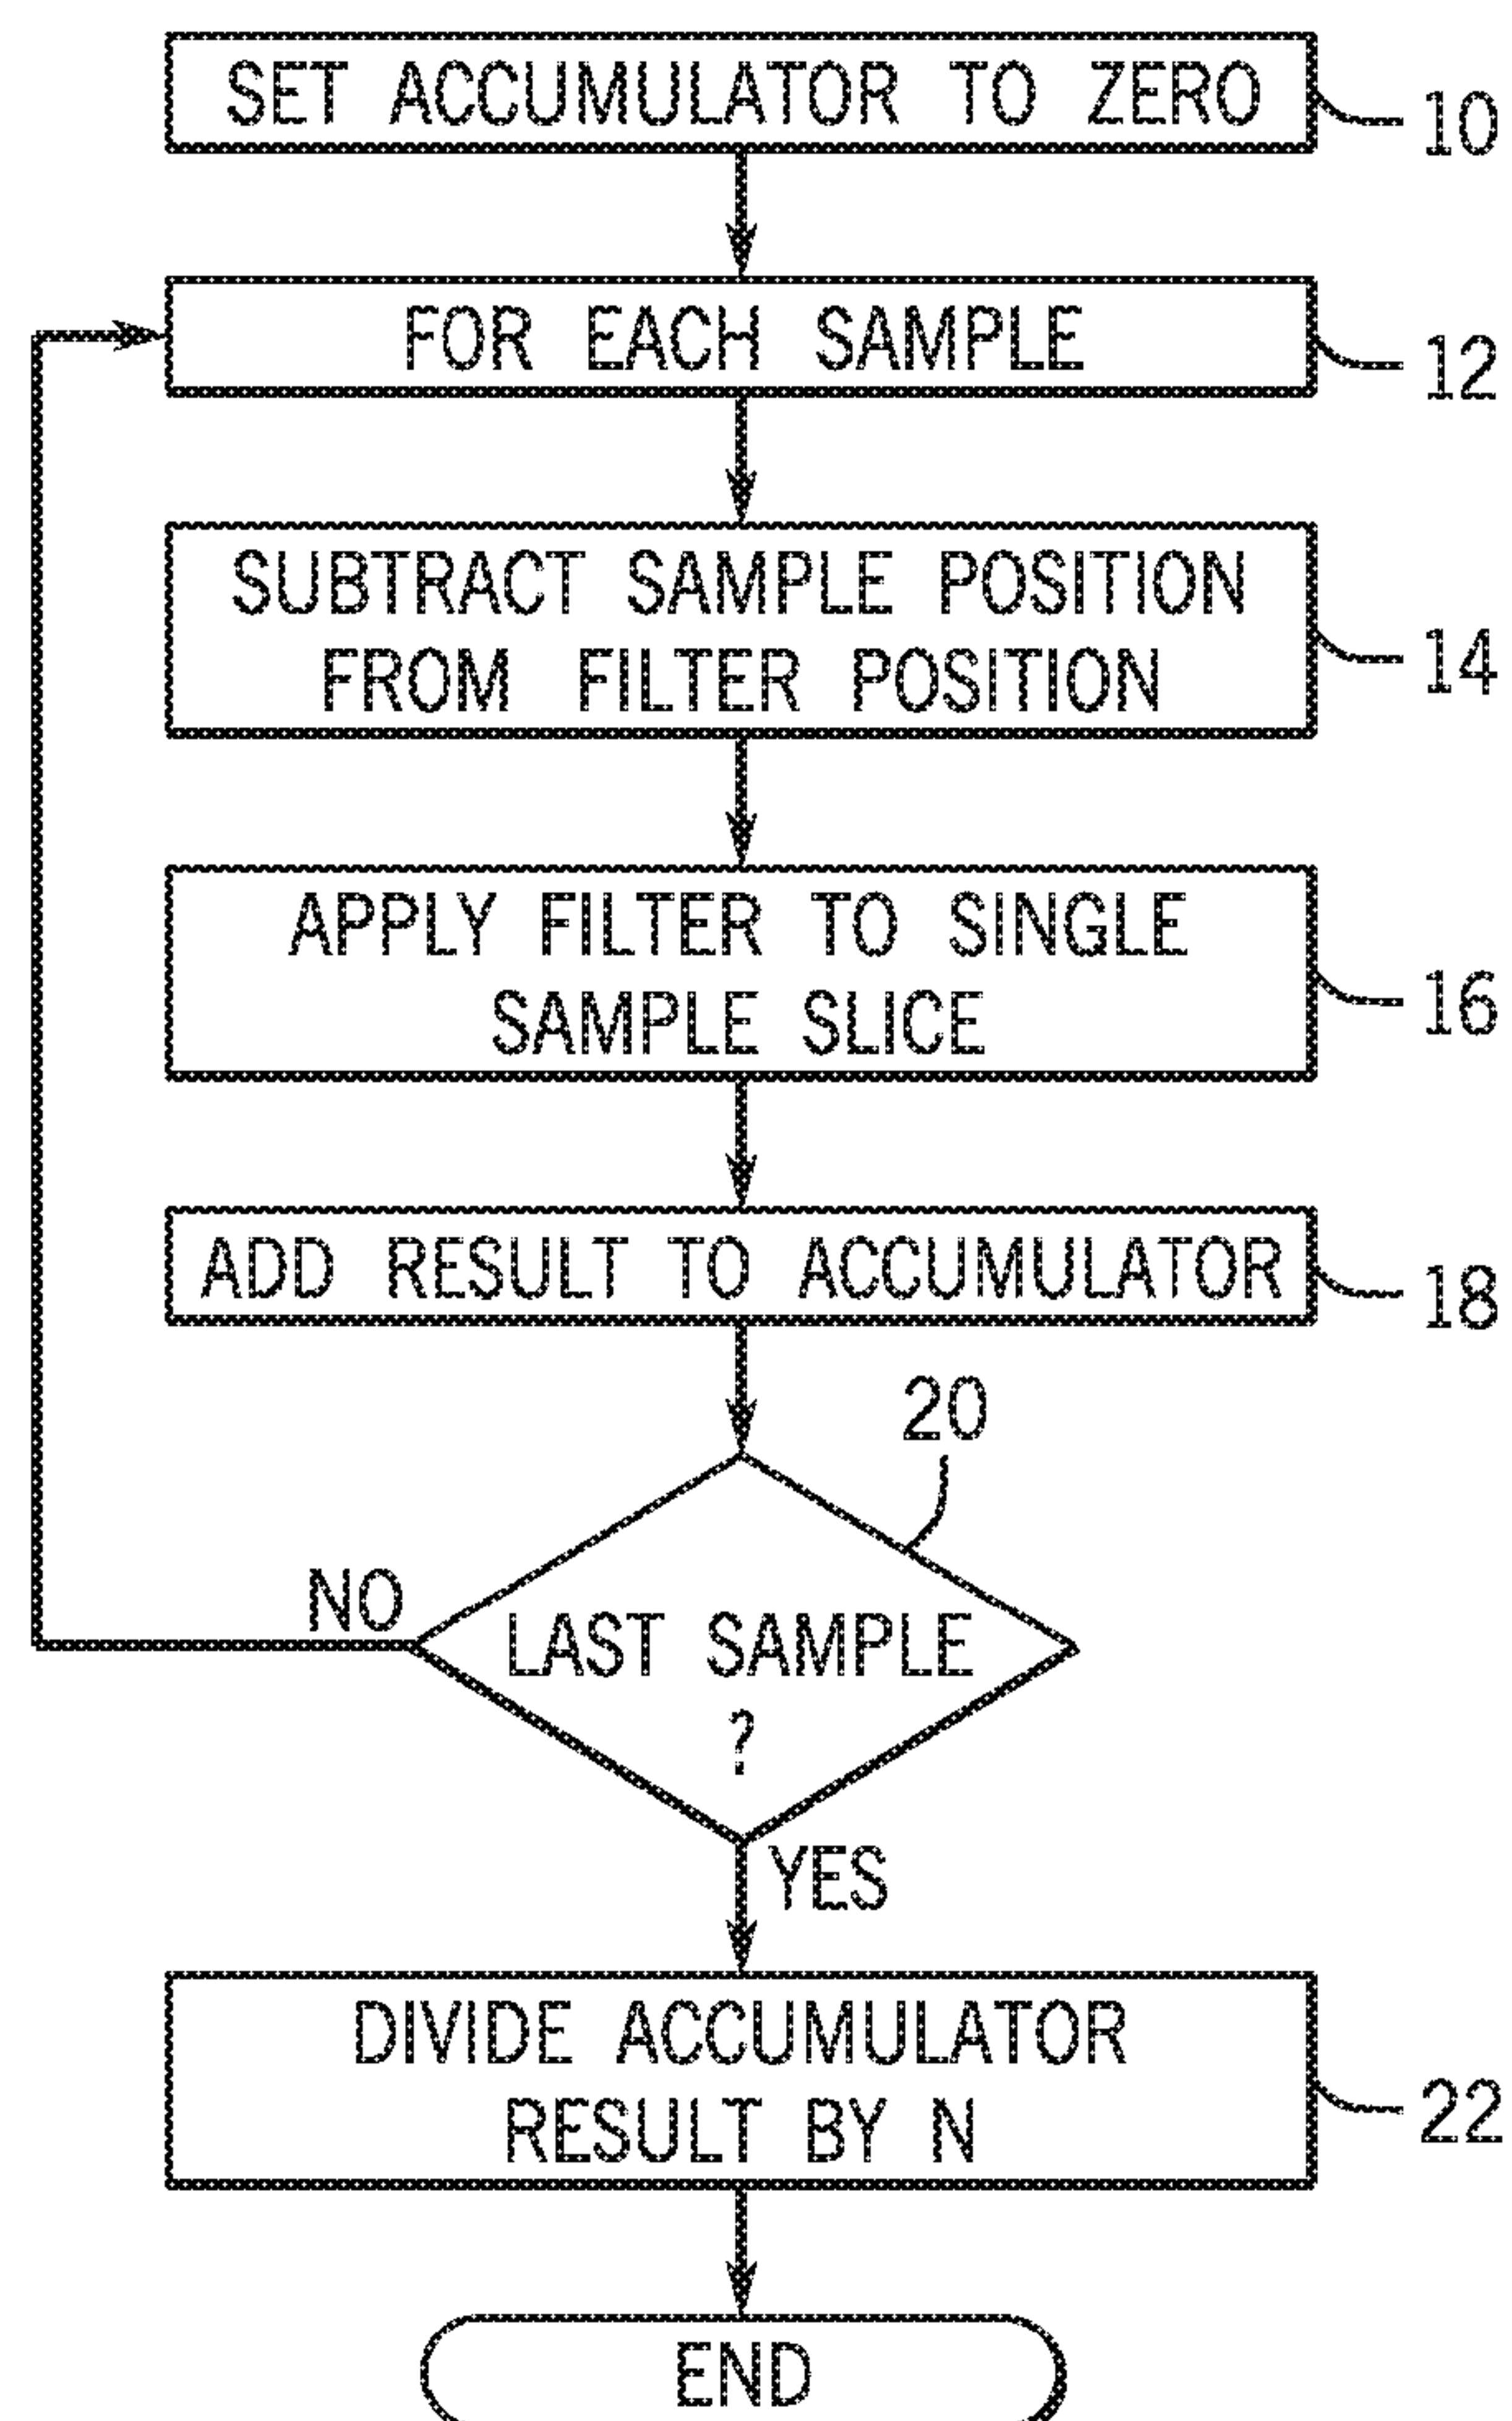 SET ACCUMULATOR TO ZERO
10
FOR EACH SAMPLE
12
SUBTRACT SAMPLE POSITION
FROM FILTER POSITION
14
APPLY FILTER TO SINGLE
SAMPLE SLICE
16
ADD RESULT TO ACCUMULATOR
18
20
NO
LAST SAMPLE
?
YES
DIVIDE ACCUMULATOR
RESULT BY N
22
END